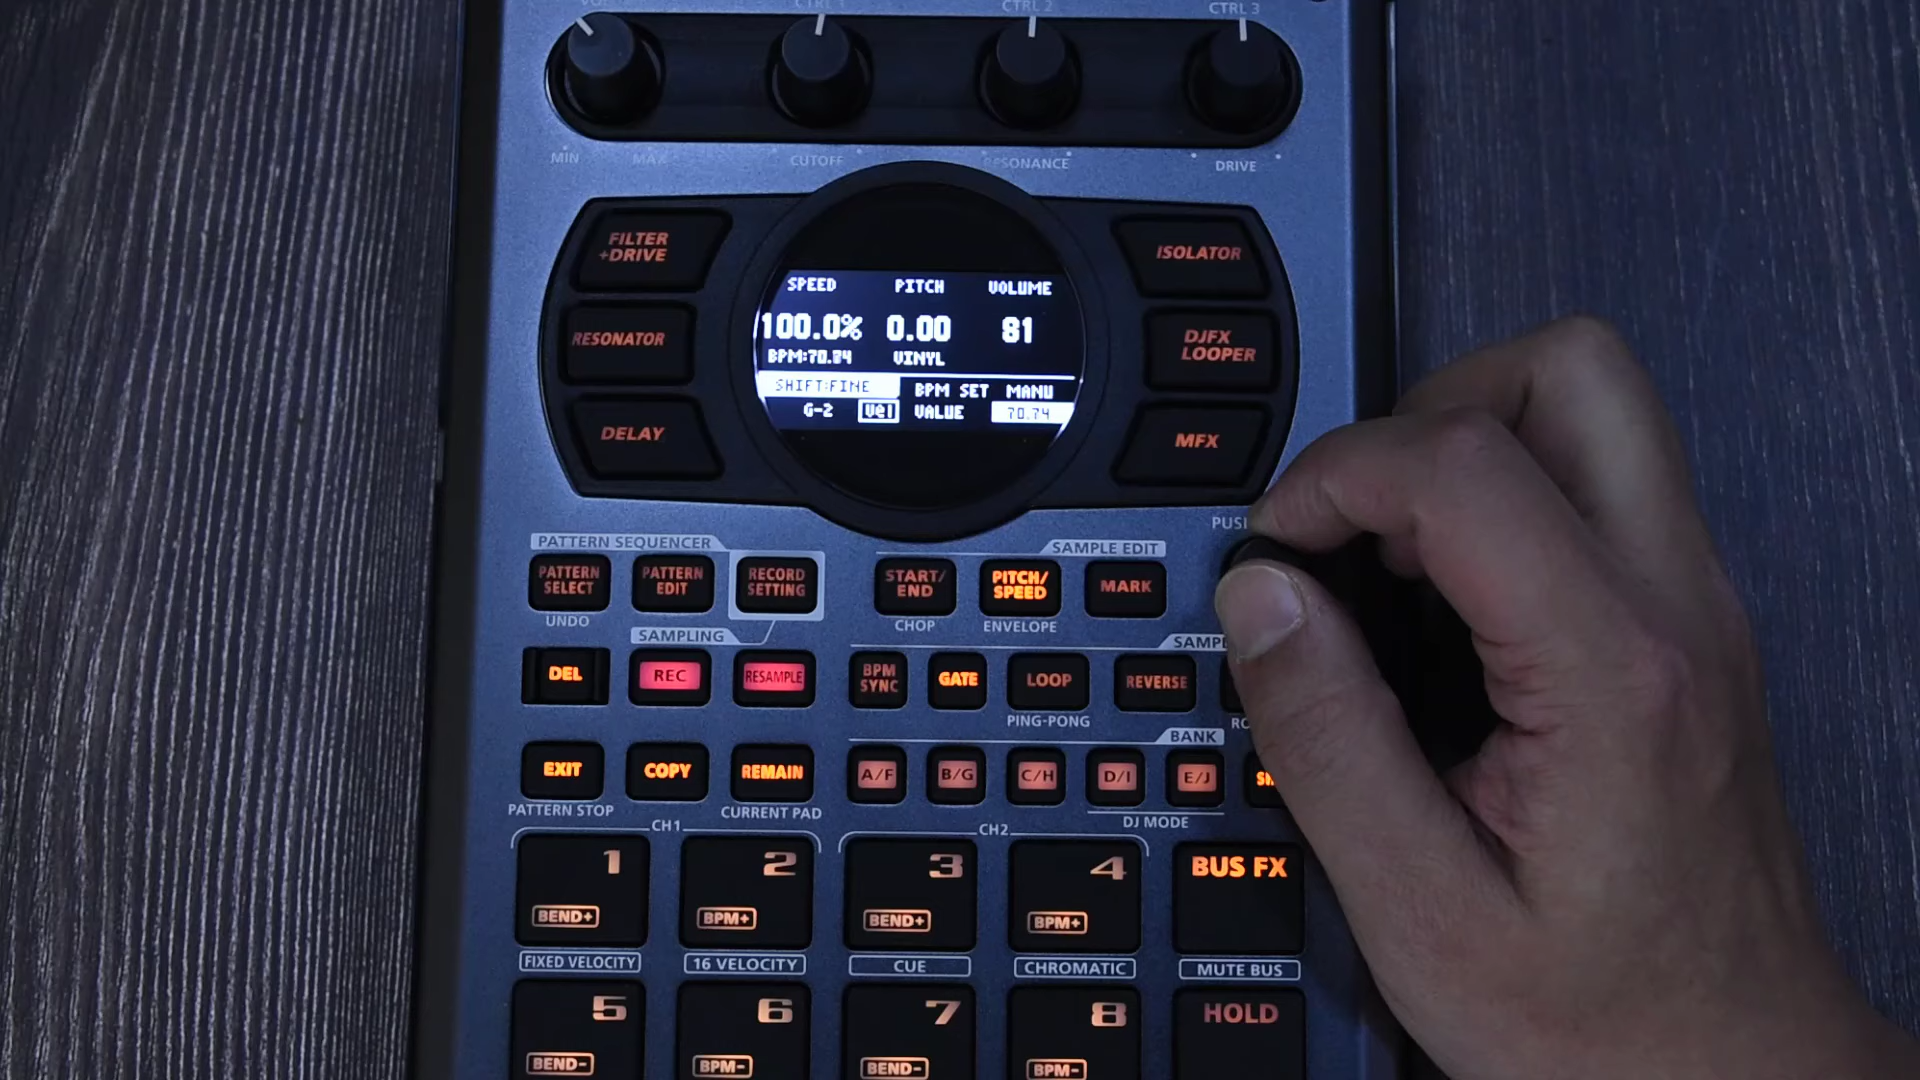 CTRL 1
CTRL 2
CTRL 3
MIN
MAX
CUTOFF
RESONANCE
DRIVE
FILTER
+DRIVE
ISOLATOR
SPEED PITCH VOLUME
100.0% 0.00 81
BPM:70.74 VINYL
SHIFT:FINE BPM SET MANU
G-2 Vel VALUE 70.74
RESONATOR
DJFX
LOOPER
DELAY
MFX
PATTERN SEQUENCER
SAMPLE EDIT
PATTERN
SELECT
PATTERN
EDIT
RECORD
SETTING
START/
END
PITCH/
SPEED
MARK
UNDO
CHOP
ENVELOPE
SAMPLING
DEL
REC
RESAMPLE
BPM
SYNC
GATE
LOOP
REVERSE
PING-PONG
BANK
EXIT
COPY
REMAIN
A/F
B/G
C/H
D/I
E/J
PATTERN STOP
CURRENT PAD
DJ MODE
CH1
CH2
1
2
3
4
BUS FX
BEND+
BPM+
BEND+
BPM+
FIXED VELOCITY
16 VELOCITY
CUE
CHROMATIC
MUTE BUS
5
6
7
8
HOLD
BEND-
BPM-
BEND-
BPM-